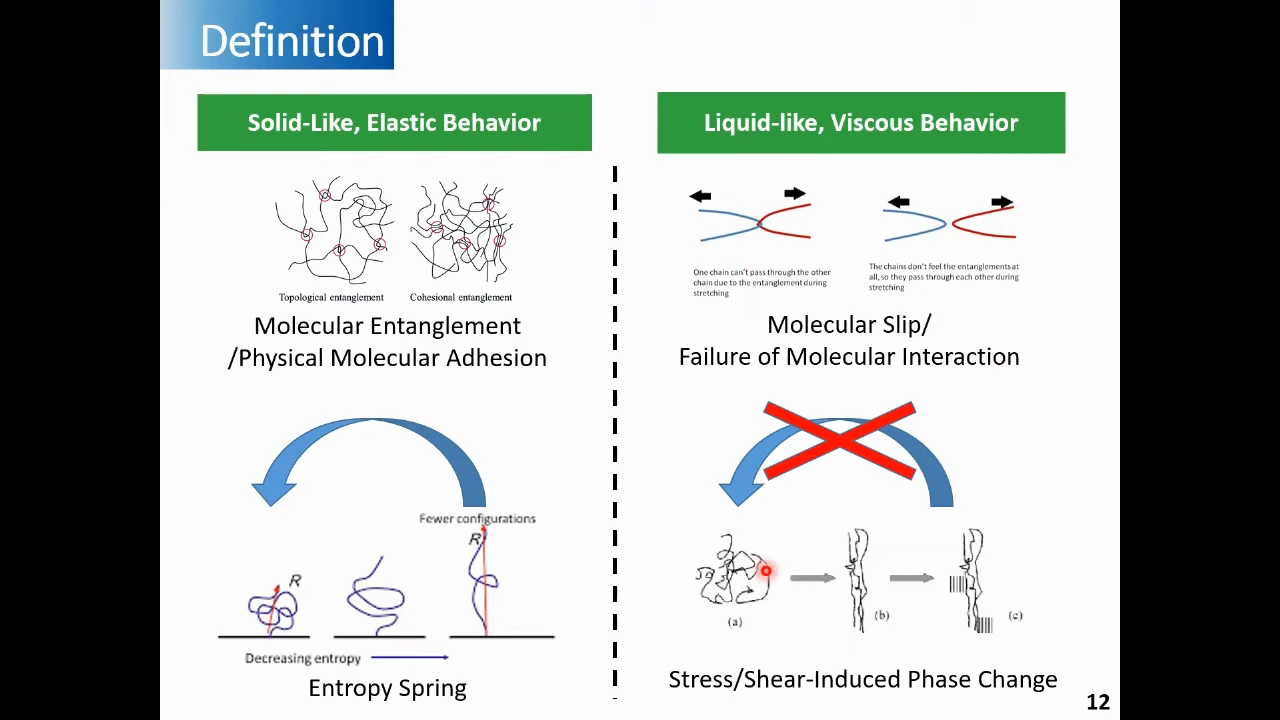 Definition
Solid-Like, Elastic Behavior
Topological entanglement
Cohesional entanglement
Molecular Entanglement
/Physical Molecular Adhesion
Fewer configurations
R
R
Decreasing entropy
Entropy Spring
Liquid-like, Viscous Behavior
One chain can't pass through the other
chain due to the entanglement during
stretching
The chains don't feel the entanglements at
all, so they pass through each other during
stretching
Molecular Slip/
Failure of Molecular Interaction
(a)
(b)
(c)
Stress/Shear-Induced Phase Change
12